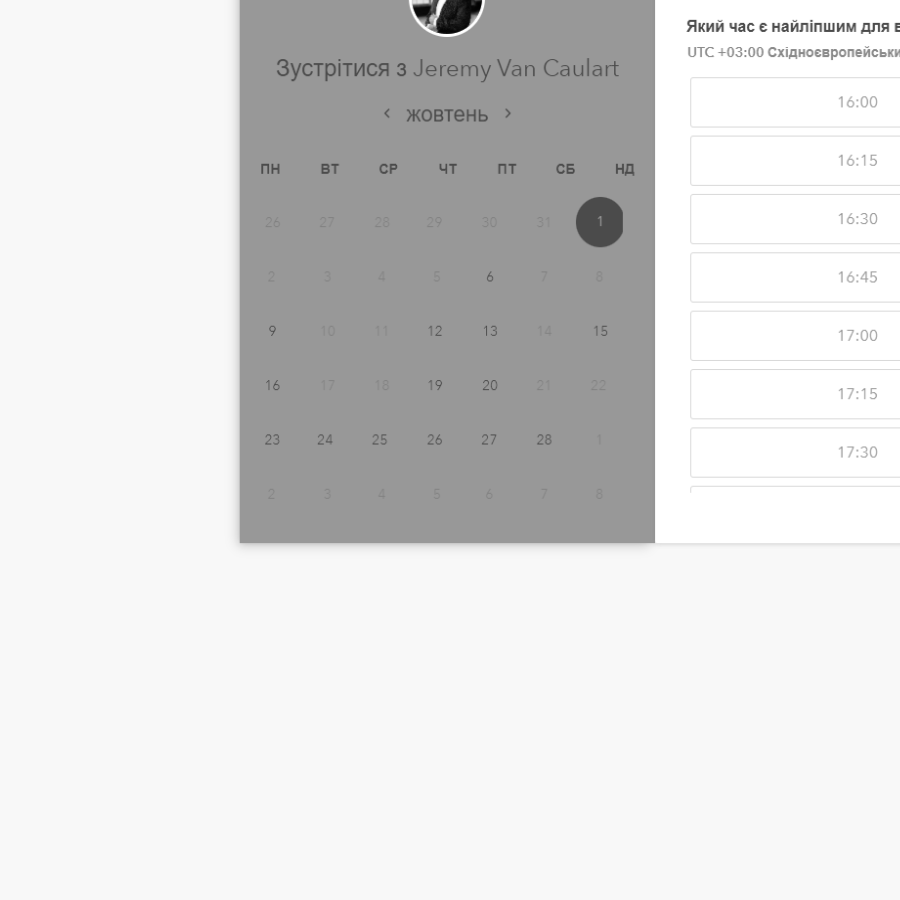 Зустрітися з Jeremy Van Caulart
жовтень
ПН ВТ СР ЧТ ПТ СБ НД
26 27 28 29 30 31 1
2 3 4 5 6 7 8
9 10 11 12 13 14 15
16 17 18 19 20 21 22
23 24 25 26 27 28 1
2 3 4 5 6 7 8
Який час є найліпшим для
UTC +03:00
16:00
16:15
16:30
16:45
17:00
17:15
17:30